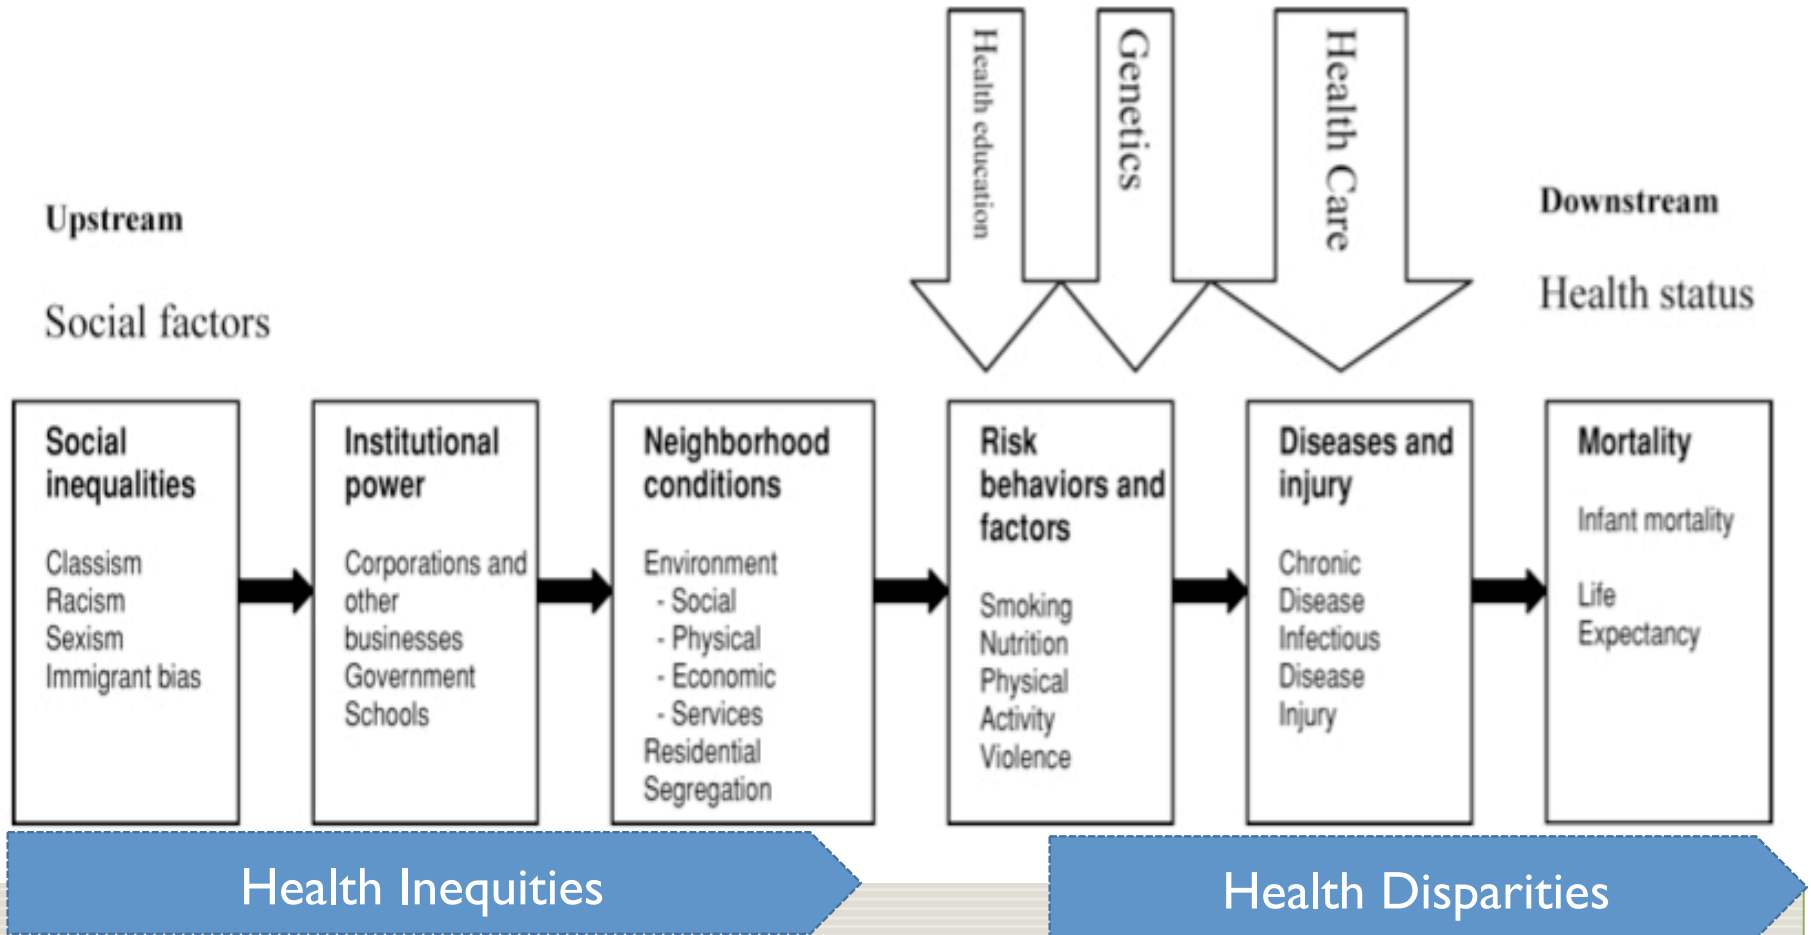 Health education
Genetics
Health Care
Upstream
Social factors
Downstream
Health status
Social
inequalities
Classism
Racism
Sexism
Immigrant bias
Institutional
power
Corporations and
other
businesses
Government
Schools
Neighborhood
conditions
Environment
- Social
- Physical
- Economic
- Services
Residential
Segregation
Risk
behaviors and
factors
Smoking
Nutrition
Physical
Activity
Violence
Diseases and
injury
Chronic
Disease
Infectious
Disease
Injury
Mortality
Infant mortality
Life
Expectancy
Health Inequities
Health Disparities